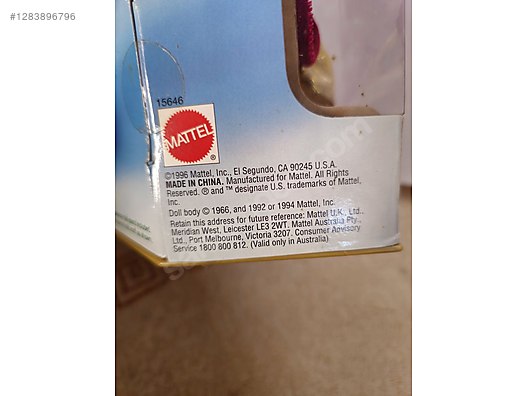 #1283896796
15646
MATTEL
®
©1996 Mattel, Inc., El Segundo, CA 90245 U.S.A.
MADE IN CHINA. Manufactured for Mattel. All Rights
Reserved. ® and ™ designate U.S. trademarks of Mattel,
Inc.
Doll body © 1966, and 1992 or 1994 Mattel, Inc.
Retain this address for future reference: Mattel U.K., Ltd.,
Meridian West, Leicester LE3 2WT. Mattel Australia Pty.,
Ltd., Port Melbourne, Victoria 3207. Consumer Advisory
Service 1800 800 812. (Valid only in Australia)